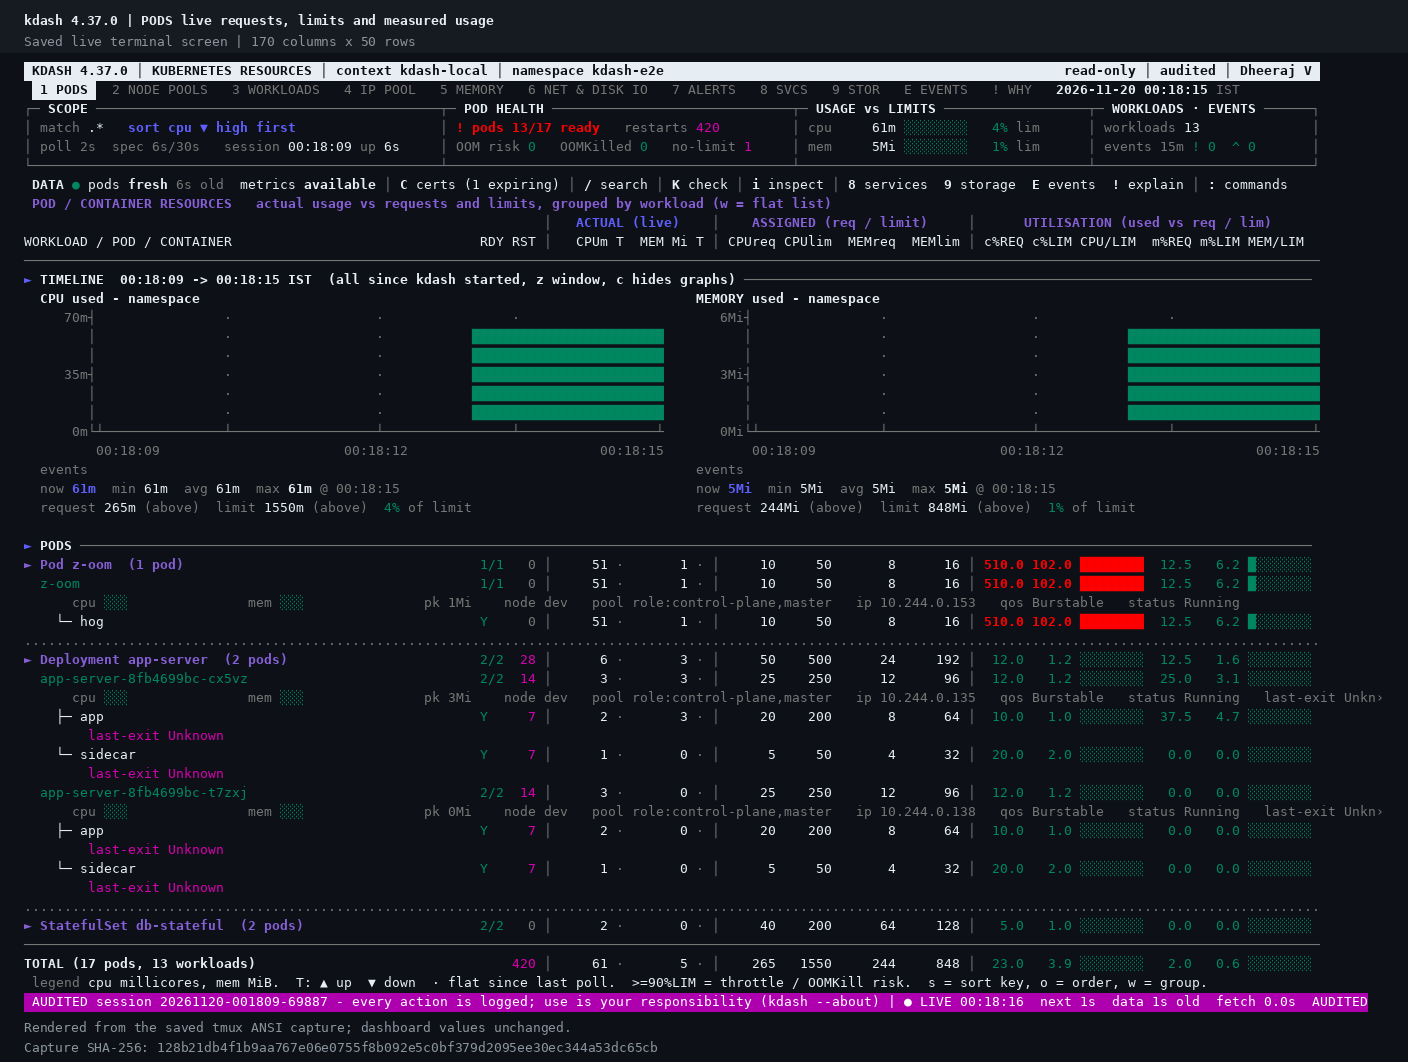 kdash 4.37.0 | PODS live requests, limits and measured usage
Saved live terminal screen | 170 columns x 50 rows
KDASH 4.37.0 │ KUBERNETES RESOURCES │ context kdash-local │ namespace kdash-e2e read-only │ audited │ Dheeraj V
1 PODS 2 NODE POOLS 3 WORKLOADS 4 IP POOL 5 MEMORY 6 NET & DISK IO 7 ALERTS 8 SVCS 9 STOR E EVENTS ! WHY 2026-11-20 00:18:15 IST
SCOPE POD HEALTH USAGE vs LIMITS WORKLOADS · EVENTS
match .* sort cpu ▼ high first │ ! pods 13/17 ready restarts 420 │ cpu 61m 4% lim │ workloads 13
poll 2s spec 6s/30s session 00:18:09 up 6s │ OOM risk 0 OOMKilled 0 no-limit 1 │ mem 5Mi 1% lim │ events 15m ! 0 ^ 0
DATA ● pods fresh 6s old metrics available │ C certs (1 expiring) │ / search │ K check │ i inspect │ 8 services 9 storage E events ! explain │ : commands
POD / CONTAINER RESOURCES actual usage vs requests and limits, grouped by workload (w = flat list)
│ ACTUAL (live) │ ASSIGNED (req / limit) │ UTILISATION (used vs req / lim)
WORKLOAD / POD / CONTAINER RDY RST │ CPUm T MEM Mi T │ CPUreq CPUlim MEMreq MEMlim │ c%REQ c%LIM CPU/LIM m%REQ m%LIM MEM/LIM
► TIMELINE 00:18:09 -> 00:18:15 IST (all since kdash started, z window, c hides graphs)
CPU used - namespace MEMORY used - namespace
70m 6Mi
35m 3Mi
0m 0Mi
00:18:09 00:18:12 00:18:15 00:18:09 00:18:12 00:18:15
events events
now 61m min 61m avg 61m max 61m @ 00:18:15 now 5Mi min 5Mi avg 5Mi max 5Mi @ 00:18:15
request 265m (above) limit 1550m (above) 4% of limit request 244Mi (above) limit 848Mi (above) 1% of limit
► PODS
► Pod z-oom (1 pod) 1/1 0 │ 51 · 1 · │ 10 50 8 16 │ 510.0 102.0 12.5 6.2
z-oom 1/1 0 │ 51 · 1 · │ 10 50 8 16 │ 510.0 102.0 12.5 6.2
cpu mem pk 1Mi node dev pool role:control-plane,master ip 10.244.0.153 qos Burstable status Running
└─ hog Y 0 │ 51 · 1 · │ 10 50 8 16 │ 510.0 102.0 12.5 6.2
► Deployment app-server (2 pods) 2/2 28 │ 6 · 3 · │ 50 500 24 192 │ 12.0 1.2 12.5 1.6
app-server-8fb4699bc-cx5vz 2/2 14 │ 3 · 3 · │ 25 250 12 96 │ 12.0 1.2 25.0 3.1
cpu mem pk 3Mi node dev pool role:control-plane,master ip 10.244.0.135 qos Burstable status Running last-exit Unkn›
├─ app Y 7 │ 2 · 3 · │ 20 200 8 64 │ 10.0 1.0 37.5 4.7
last-exit Unknown
└─ sidecar Y 7 │ 1 · 0 · │ 5 50 4 32 │ 20.0 2.0 0.0 0.0
last-exit Unknown
app-server-8fb4699bc-t7zxj 2/2 14 │ 3 · 0 · │ 25 250 12 96 │ 12.0 1.2 0.0 0.0
cpu mem pk 0Mi node dev pool role:control-plane,master ip 10.244.0.138 qos Burstable status Running last-exit Unkn›
├─ app Y 7 │ 2 · 0 · │ 20 200 8 64 │ 10.0 1.0 0.0 0.0
last-exit Unknown
└─ sidecar Y 7 │ 1 · 0 · │ 5 50 4 32 │ 20.0 2.0 0.0 0.0
last-exit Unknown
► StatefulSet db-stateful (2 pods) 2/2 0 │ 2 · 0 · │ 40 200 64 128 │ 5.0 1.0 0.0 0.0
TOTAL (17 pods, 13 workloads) 420 │ 61 · 5 · │ 265 1550 244 848 │ 23.0 3.9 2.0 0.6
legend cpu millicores, mem MiB. T: ▲ up ▼ down · flat since last poll. >=90%LIM = throttle / OOMKill risk. s = sort key, o = order, w = group.
AUDITED session 20261120-001809-69887 - every action is logged; use is your responsibility (kdash --about) | ● LIVE 00:18:16 next 1s data 1s old fetch 0.0s AUDITED
Rendered from the saved tmux ANSI capture; dashboard values unchanged.
Capture SHA-256: 128b21db4f1b9aa767e06e0755f8b092e5c0bf379d2095ee30ec344a53dc65cb